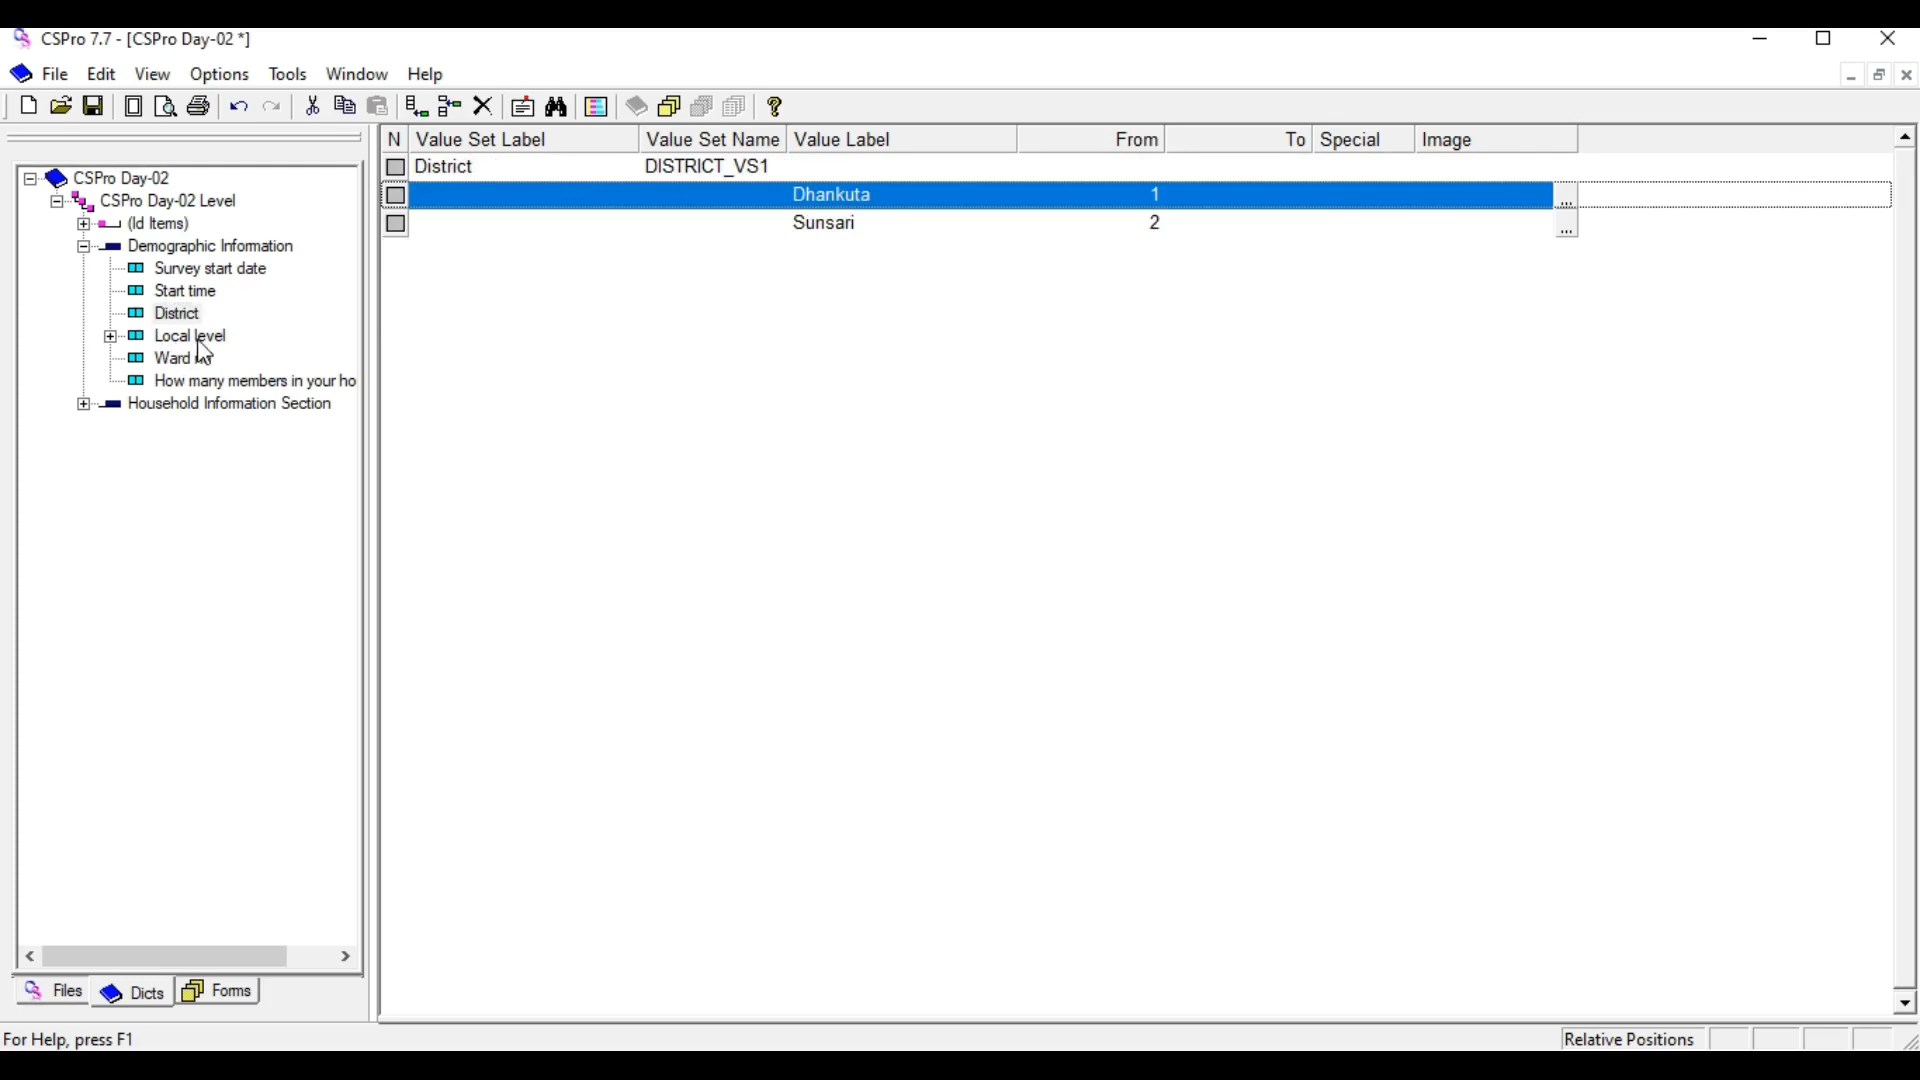 CSPro 7.7 - [CSPro Day-02 *]
File Edit View Options Tools Window Help
N Value Set Label Value Set Name Value Label From To Special Image
District DISTRICT_VS1
Dhankuta 1 ...
Sunsari 2 ...
CSPro Day-02
CSPro Day-02 Level
(Id Items)
Demographic Information
Survey start date
Start time
District
Local level
Ward
How many members in your ho
Household Information Section
Files Dicts Forms
For Help, press F1 Relative Positions